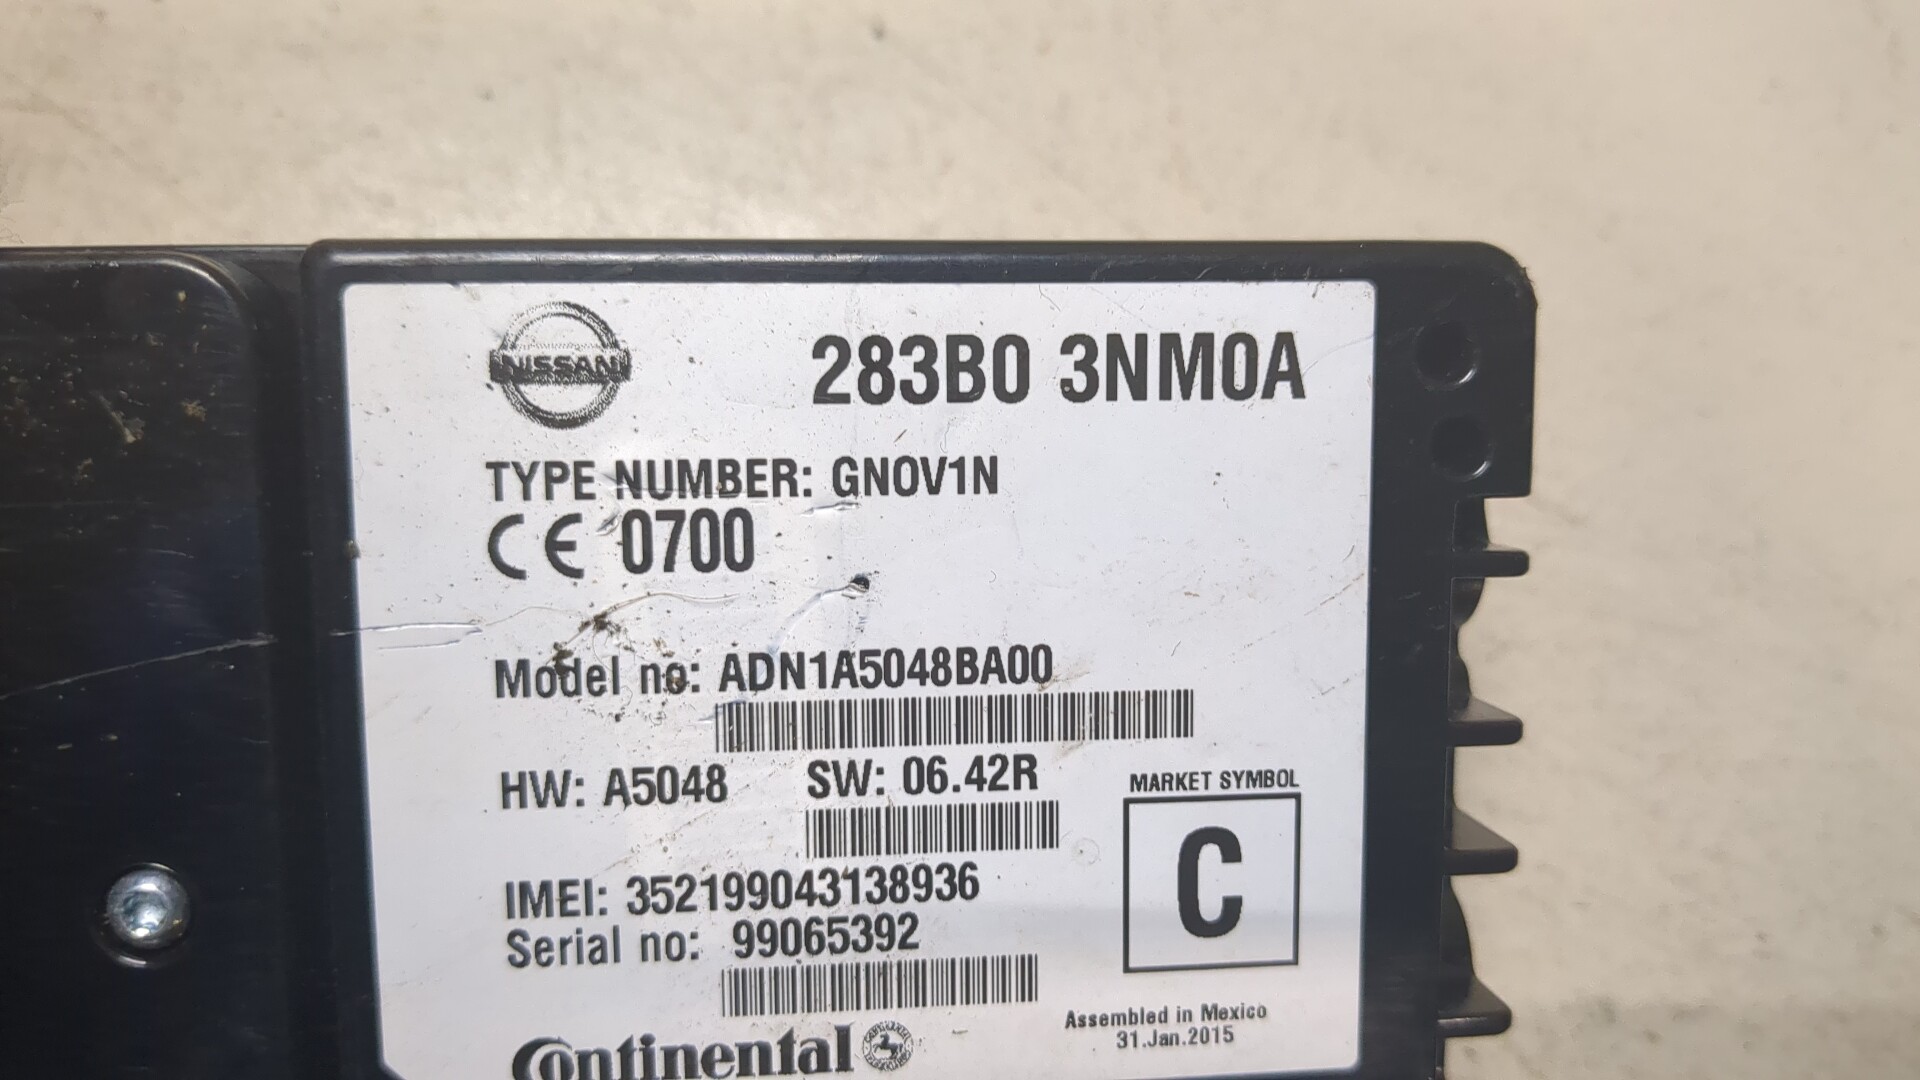 NISSAN
283B0 3NM0A
TYPE NUMBER: GNOV1N
CE 0700
Model no: ADN1A5048BA00
HW: A5048 SW: 06.42R
MARKET SYMBOL
C
IMEI: 352199043138936
Serial no: 99065392
Assembled in Mexico
31.Jan.2015
Continental